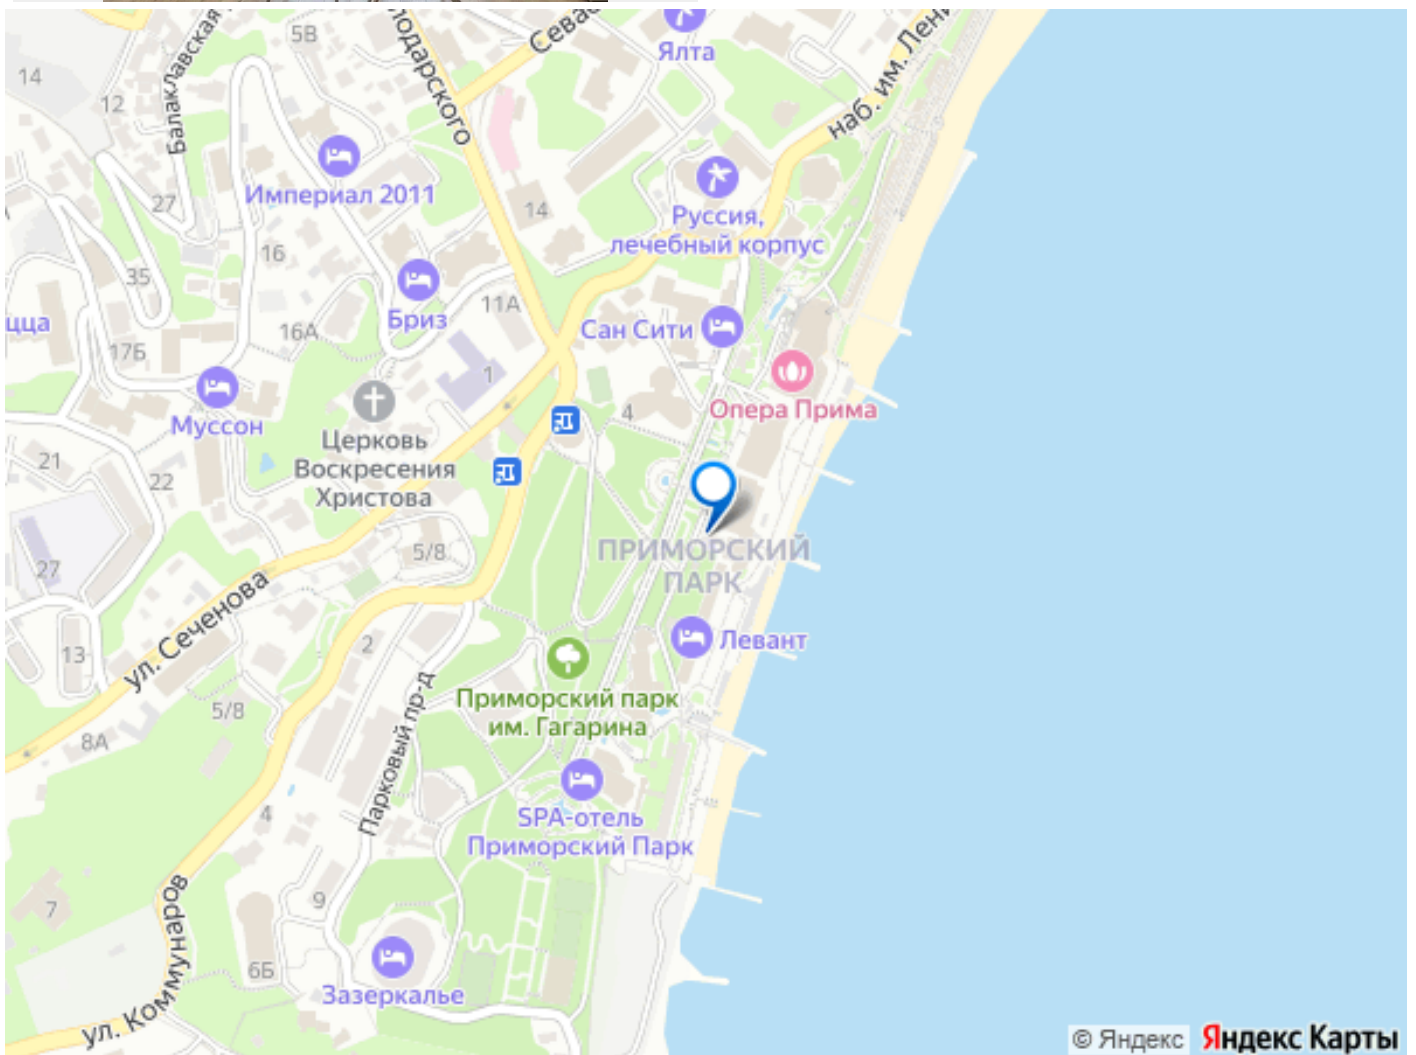 5В
Сева
Ялта
наб. им. Лени
14
12
Балаклавская
лодарского
Империал 2011
27
14
Руссия,
лечебный корпус
16
35
11А
цца
Бриз
Сан Сити
16А
17Б
1
Муссон
4
Опера Прима
Церковь
Воскресения
Христова
21
22
5/8
ПРИМОРСКИЙ
ПАРК
27
ул. Сеченова
2
Левант
13
Приморский парк
им. Гагарина
5/8
8А
Парковый пр-д
4
SPA-отель
Приморский Парк
7
9
ул. Коммунаров
6Б
Зазеркалье
© Яндекс Яндекс Карты